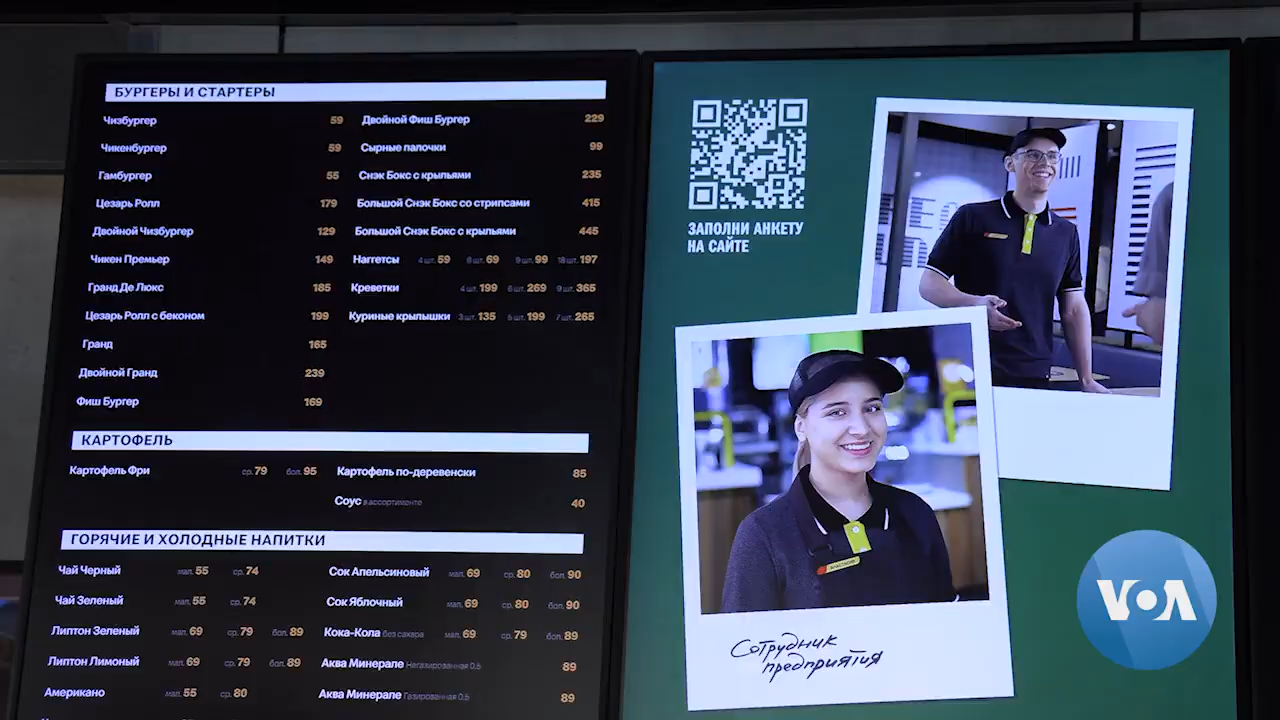 БУРГЕРЫ И СТАРТЕРЫ
Чизбургер 59
Чикенбургер 59
Гамбургер 55
Цезарь Ролл 179
Двойной Чизбургер 129
Чикен Премьер 149
Гранд Де Люкс 185
Цезарь Ролл с беконом 199
Гранд 165
Двойной Гранд 239
Фиш Бургер 169
Двойной Фиш Бургер 229
Сырные палочки 99
Снэк Бокс с крыльями 235
Большой Снэк Бокс со стрипсами 415
Большой Снэк Бокс с крыльями 445
Наггетсы 4 шт. 59 6 шт. 69 9 шт. 99 18 шт. 197
Креветки 4 шт. 199 6 шт. 269 9 шт. 365
Куриные крылышки 3 шт. 135 5 шт. 199 7 шт. 265
КАРТОФЕЛЬ
Картофель Фри ср. 79 бол. 95
Картофель по-деревенски 85
Соус в ассортименте 40
ГОРЯЧИЕ И ХОЛОДНЫЕ НАПИТКИ
Чай Черный мал. 55 ср. 74
Чай Зеленый мал. 55 ср. 74
Липтон Зеленый мал. 69 ср. 79 бол. 89
Липтон Лимоный мал. 69 ср. 79 бол. 89
Американо мал. 55 ср. 80
Сок Апельсиновый мал. 69 ср. 80 бол. 90
Сок Яблочный мал. 69 ср. 80 бол. 90
Кока-Кола без сахара мал. 69 ср. 79 бол. 89
Аква Минерале Негазированная 0.5 89
Аква Минерале Газированная 0.5 89
ЗАПОЛНИ АНКЕТУ
НА САЙТЕ
Сотрудник
предприятия
VOA